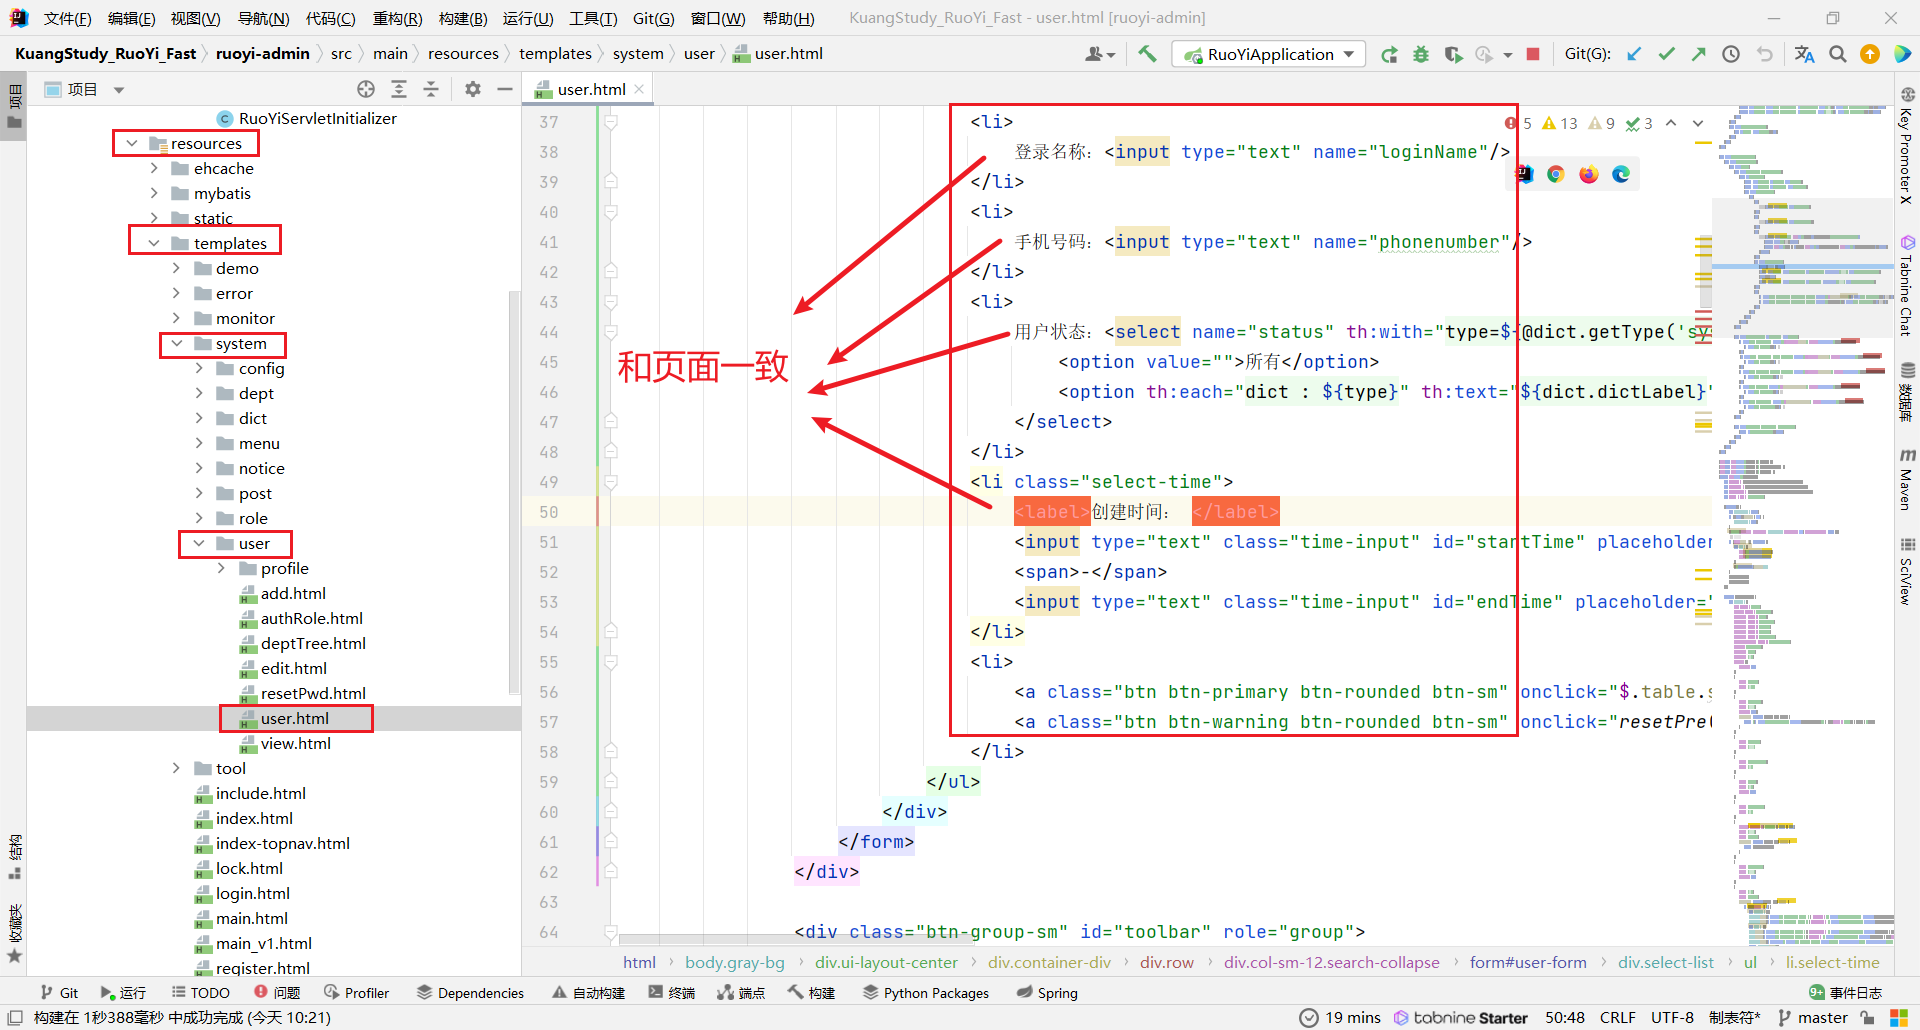 文件(F) 编辑(E) 视图(V) 导航(N) 代码(C) 重构(R) 构建(B) 运行(U) 工具(T) Git(G) 窗口(W) 帮助(H) KuangStudy_RuoYi_Fast - user.html [ruoyi-admin]
KuangStudy_RuoYi_Fast ruoyi-admin src main resources templates system user user.html RuoYiApplication Git(G):
项目 user.html
RuoYiServletInitializer
resources
ehcache
mybatis
static
templates
demo
error
monitor
system
config
dept
dict
menu
notice
post
role
user
profile
add.html
authRole.html
deptTree.html
edit.html
resetPwd.html
user.html
view.html
tool
include.html
index.html
index-topnav.html
lock.html
login.html
main.html
main_v1.html
register.html
项目
结构
收藏夹
5 13 9 3
37 <li>
38 登录名称：<input type="text" name="loginName"/>
39 </li>
40 <li>
41 手机号码：<input type="text" name="phonenumber"/>
42 </li>
43 <li>
44 用户状态：<select name="status" th:with="type=${@dict.getType('sys
45 <option value="">所有</option>
46 <option th:each="dict : ${type}" th:text="${dict.dictLabel}"
47 </select>
48 </li>
49 <li class="select-time">
50 <label>创建时间： </label>
51 <input type="text" class="time-input" id="startTime" placeholder
52 <span>-</span>
53 <input type="text" class="time-input" id="endTime" placeholder="
54 </li>
55 <li>
56 <a class="btn btn-primary btn-rounded btn-sm" onclick="$.table.s
57 <a class="btn btn-warning btn-rounded btn-sm" onclick="resetPre(
58 </li>
59 </ul>
60 </div>
61 </form>
62 </div>
63
64 <div class="btn-group-sm" id="toolbar" role="group">
和页面一致
Key Promoter X
Tabnine Chat
数据库
Maven
SciView
html body.gray-bg div.ui-layout-center div.container-div div.row div.col-sm-12.search-collapse form#user-form div.select-list ul li.select-time
Git 运行 TODO 问题 Profiler Dependencies 自动构建 终端 端点 构建 Python Packages Spring 9+ 事件日志
构建在 1秒388毫秒 中成功完成 (今天 10:21) 19 mins tabnine Starter 50:48 CRLF UTF-8 制表符* master